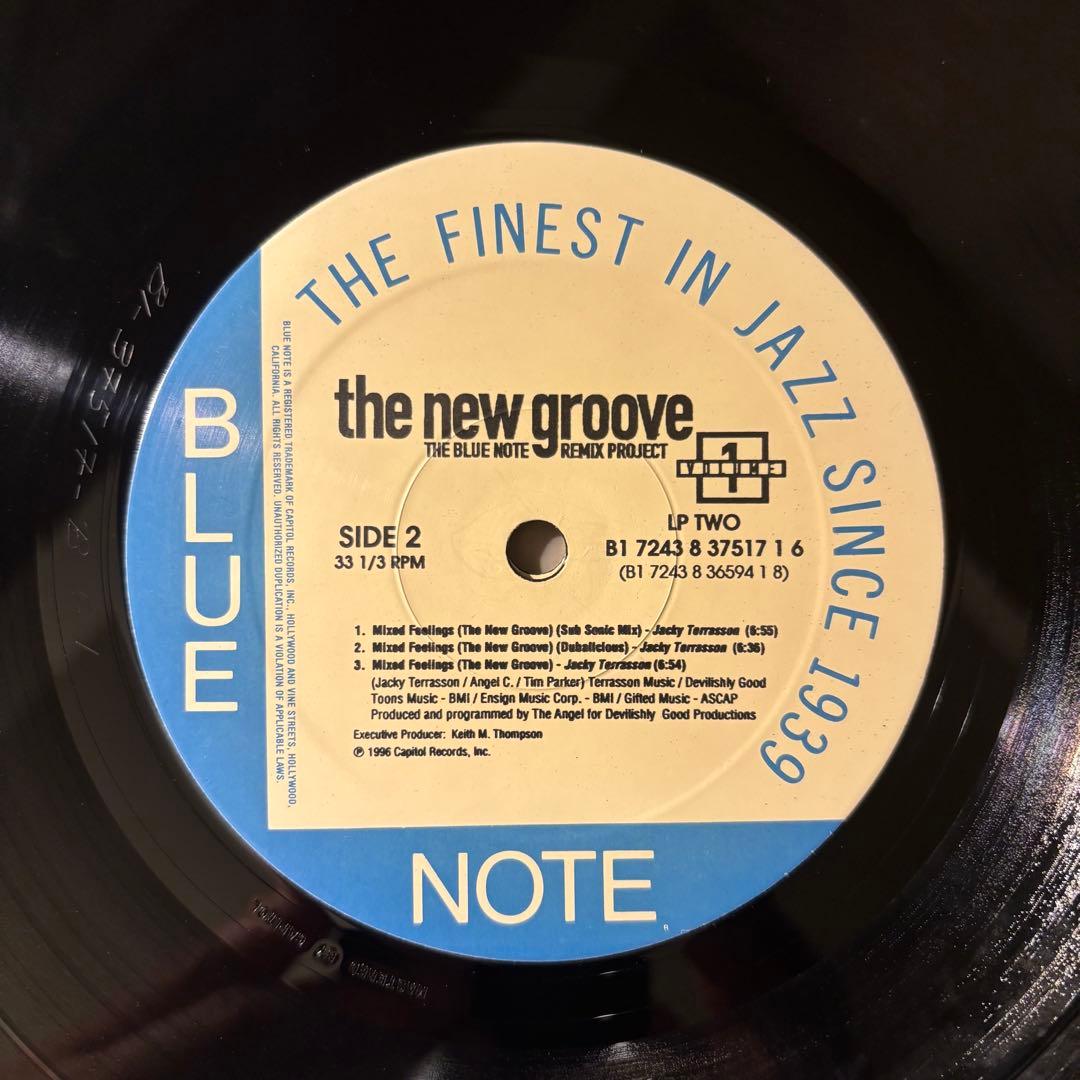 THE FINEST IN JAZZ SINCE 1939
BLUE
NOTE
BLUE NOTE IS A REGISTERED TRADEMARK OF CAPITOL RECORDS, INC., HOLLYWOOD AND VINE STREETS, HOLLYWOOD,
CALIFORNIA. ALL RIGHTS RESERVED. UNAUTHORIZED DUPLICATION IS A VIOLATION OF APPLICABLE LAWS.
the new groove
THE BLUE NOTE REMIX PROJECT
VOLUME 1
SIDE 2
33 1/3 RPM
LP TWO
B1 7243 8 37517 1 6
(B1 7243 8 36594 1 8)
1. Mixed Feelings (The New Groove) (Sub Sonic Mix) - Jacky Terrasson (6:55)
2. Mixed Feelings (The New Groove) (Dubalicious) - Jacky Terrasson (6:36)
3. Mixed Feelings (The New Groove) - Jacky Terrasson (6:54)
(Jacky Terrasson / Angel C. / Tim Parker) Terrasson Music / Devilishly Good
Toons Music - BMI / Ensign Music Corp. - BMI / Gifted Music - ASCAP
Produced and programmed by The Angel for Devilishly Good Productions
Executive Producer: Keith M. Thompson
℗ 1996 Capitol Records, Inc.